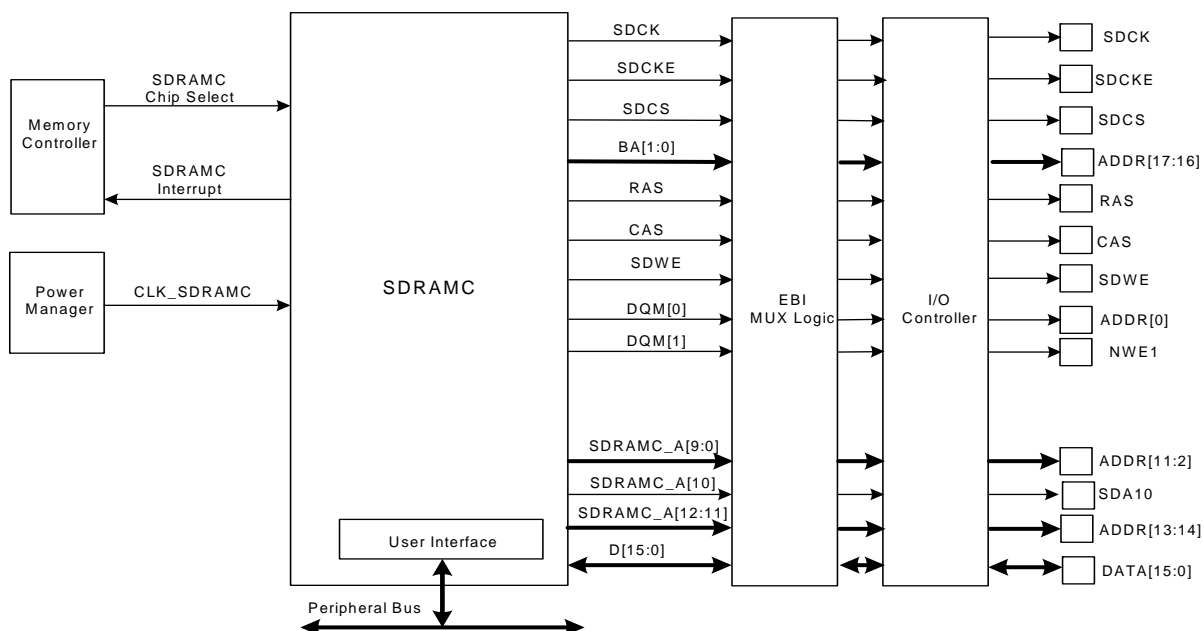 SDCK
SDCK
SDCKE
SDCKE
SDRAMC
Chip Select
SDCS
SDCS
Memory
Controller
BA[1:0]
ADDR[17:16]
SDRAMC
Interrupt
RAS
RAS
CAS
CAS
SDWE
SDWE
Power
Manager
CLK_SDRAMC
SDRAMC
EBI
MUX Logic
I/O
Controller
DQM[0]
ADDR[0]
DQM[1]
NWE1
SDRAMC_A[9:0]
ADDR[11:2]
SDRAMC_A[10]
SDA10
SDRAMC_A[12:11]
ADDR[13:14]
User Interface
D[15:0]
DATA[15:0]
Peripheral Bus